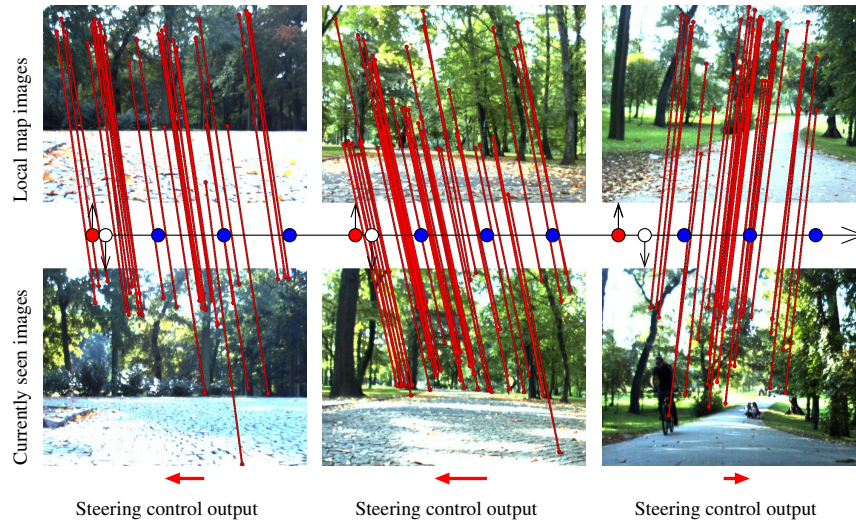 Local map images
Currently seen images
Steering control output
Steering control output
Steering control output